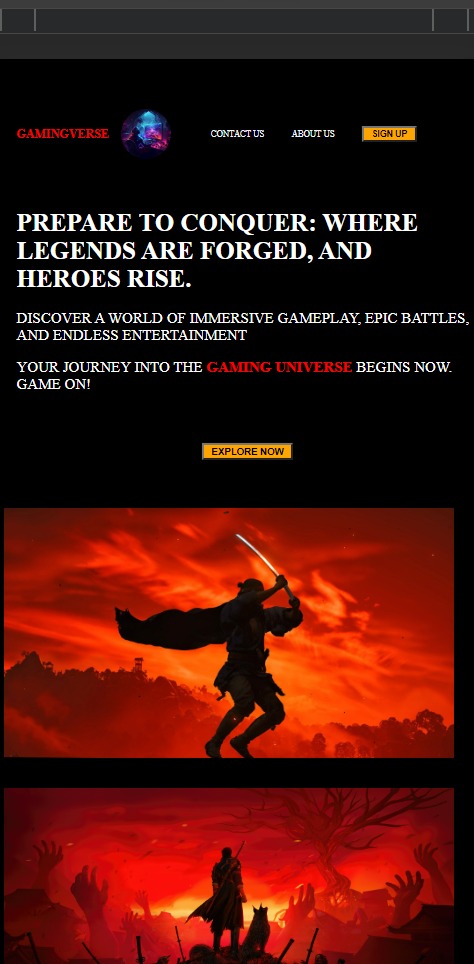 GAMINGVERSE
CONTACT US
ABOUT US
SIGN UP
PREPARE TO CONQUER: WHERE
LEGENDS ARE FORGED, AND
HEROES RISE.
DISCOVER A WORLD OF IMMERSIVE GAMEPLAY, EPIC BATTLES,
AND ENDLESS ENTERTAINMENT
YOUR JOURNEY INTO THE GAMING UNIVERSE BEGINS NOW.
GAME ON!
EXPLORE NOW